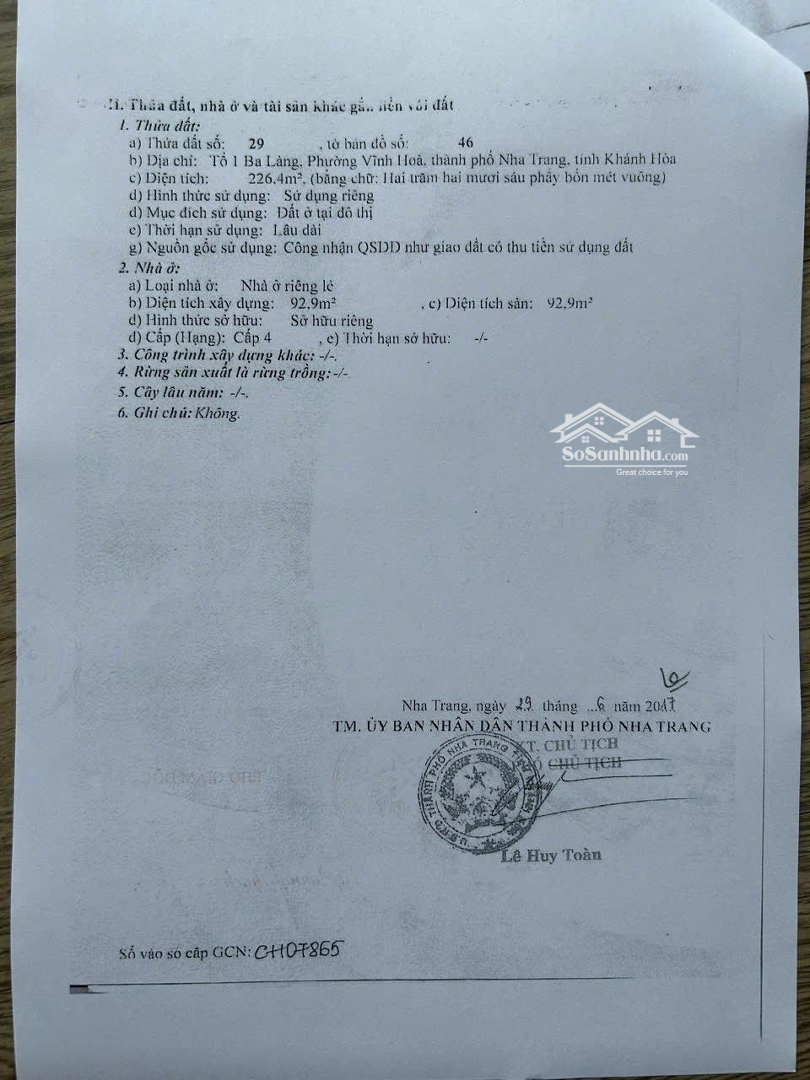 II. Thửa đất, nhà ở và tài sản khác gắn liền với đất
1. Thửa đất:
a) Thửa đất số: 29 , tờ bản đồ số: 46
b) Địa chỉ: Tổ 1 Ba Làng, Phường Vĩnh Hoà, thành phố Nha Trang, tỉnh Khánh Hòa
c) Diện tích: 226,4m², (bằng chữ: Hai trăm hai mươi sáu phẩy bốn mét vuông)
d) Hình thức sử dụng: Sử dụng riêng
đ) Mục đích sử dụng: Đất ở tại đô thị
e) Thời hạn sử dụng: Lâu dài
g) Nguồn gốc sử dụng: Công nhận QSDĐ như giao đất có thu tiền sử dụng đất
2. Nhà ở:
a) Loại nhà ở: Nhà ở riêng lẻ
b) Diện tích xây dựng: 92,9m² , c) Diện tích sàn: 92,9m²
d) Hình thức sở hữu: Sở hữu riêng
đ) Cấp (Hạng): Cấp 4 , e) Thời hạn sở hữu: -/-
3. Công trình xây dựng khác: -/-.
4. Rừng sản xuất là rừng trồng: -/-
5. Cây lâu năm: -/-.
6. Ghi chú: Không.
SoSanhnha.com
Great choice for you
Nha Trang, ngày 29 tháng ..6 năm 2017
TM. ỦY BAN NHÂN DÂN THÀNH PHỐ NHA TRANG
KT. CHỦ TỊCH
PHÓ CHỦ TỊCH
U.B.N.D THÀNH PHỐ NHA TRANG
Lê Huy Toàn
Số vào sổ cấp GCN: CH07865